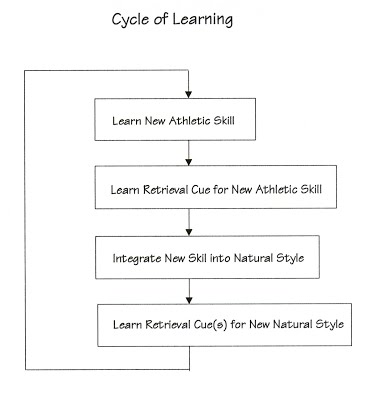 Cycle of Learning
Learn New Athletic Skill
Learn Retrieval Cue for New Athletic Skill
Integrate New Skil into Natural Style
Learn Retrieval Cue(s) for New Natural Style